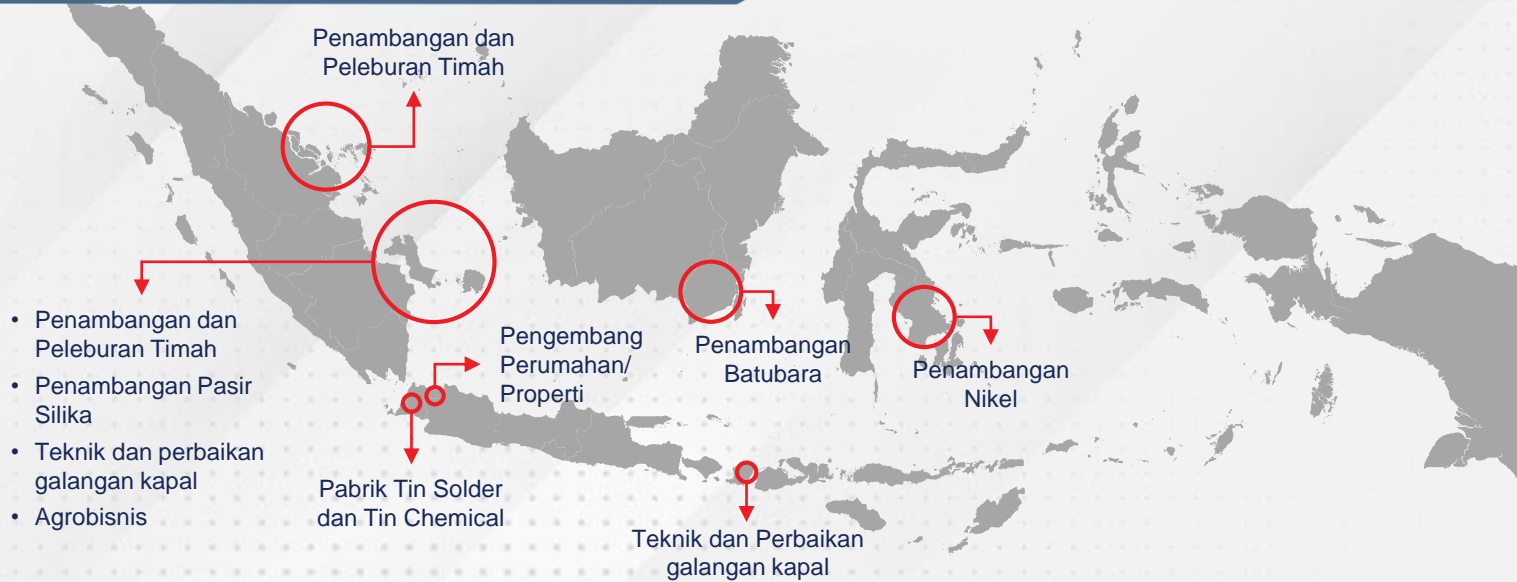 Penambangan dan
Peleburan Timah
• Penambangan dan
Peleburan Timah
• Penambangan Pasir
Silika
• Teknik dan perbaikan
galangan kapal
• Agrobisnis
Pengembang
Perumahan/
Properti
Pabrik Tin Solder
dan Tin Chemical
Penambangan
Batubara
Penambangan
Nikel
Teknik dan Perbaikan
galangan kapal